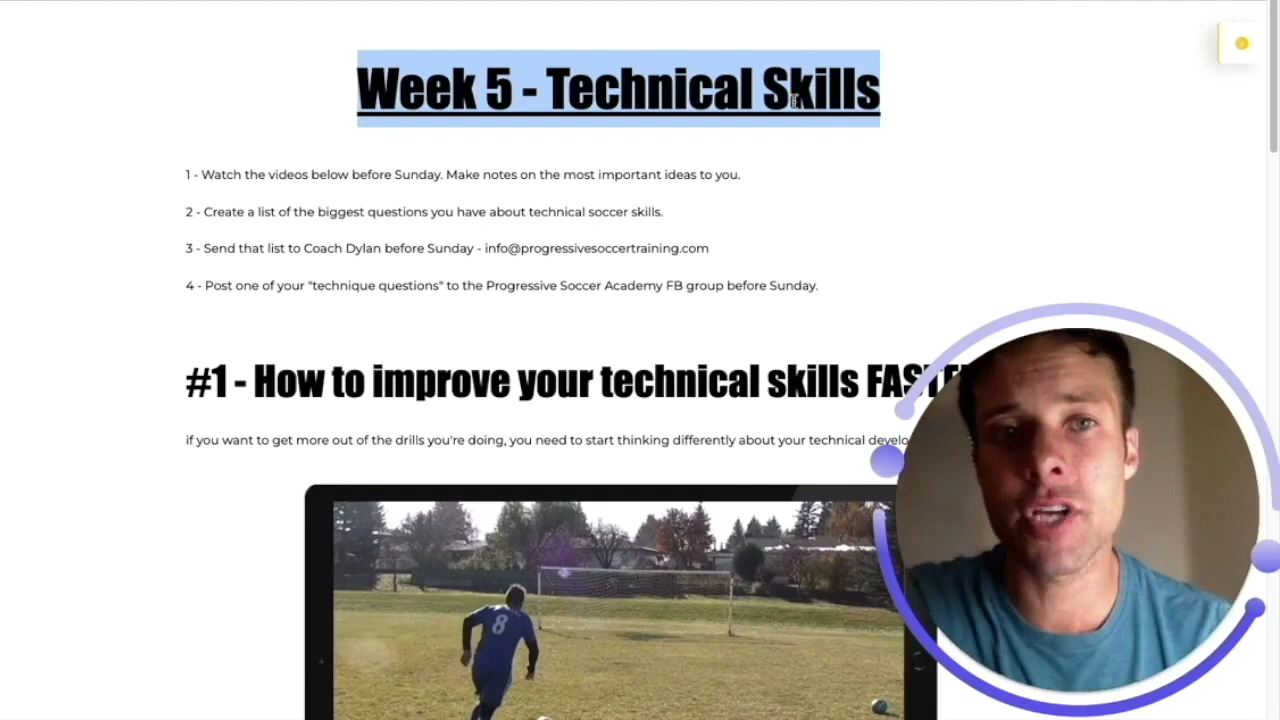 Week 5 - Technical Skills
1 - Watch the videos below before Sunday. Make notes on the most important ideas to you.
2 - Create a list of the biggest questions you have about technical soccer skills.
3 - Send that list to Coach Dylan before Sunday - info@progressivesoccertraining.com
4 - Post one of your "technique questions" to the Progressive Soccer Academy FB group before Sunday.
#1 - How to improve your technical skills
if you want to get more out of the drills you're doing, you need to start thinking differently about your technical
8